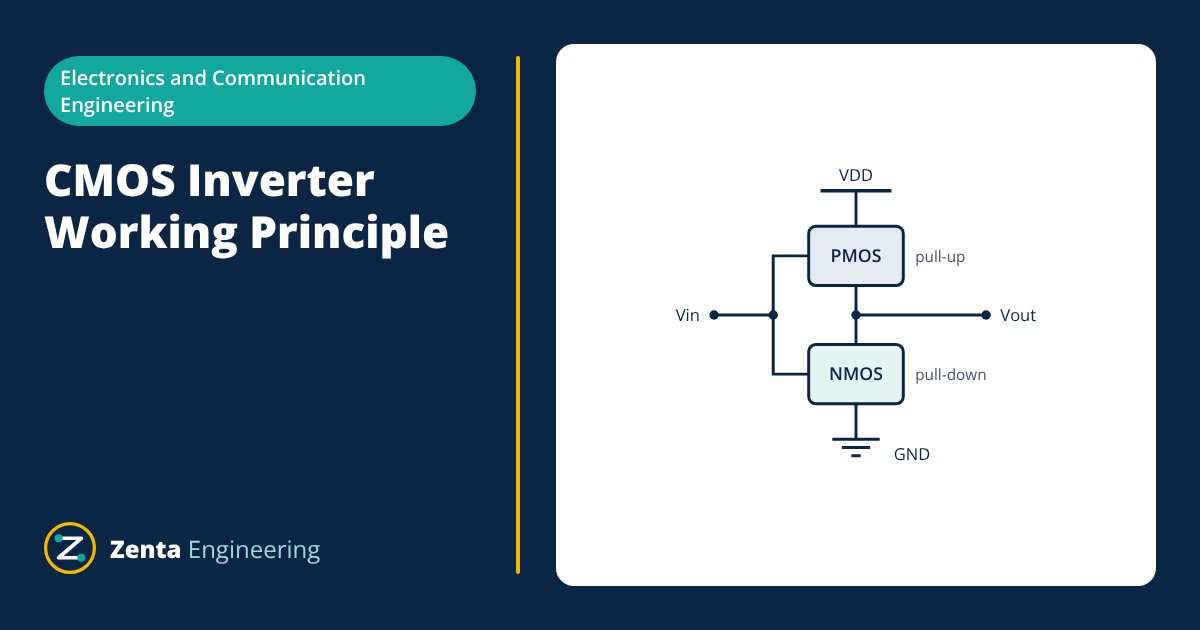 Electronics and Communication
Engineering
CMOS Inverter
Working Principle
Zenta Engineering
VDD
PMOS
pull-up
Vin
Vout
NMOS
pull-down
GND